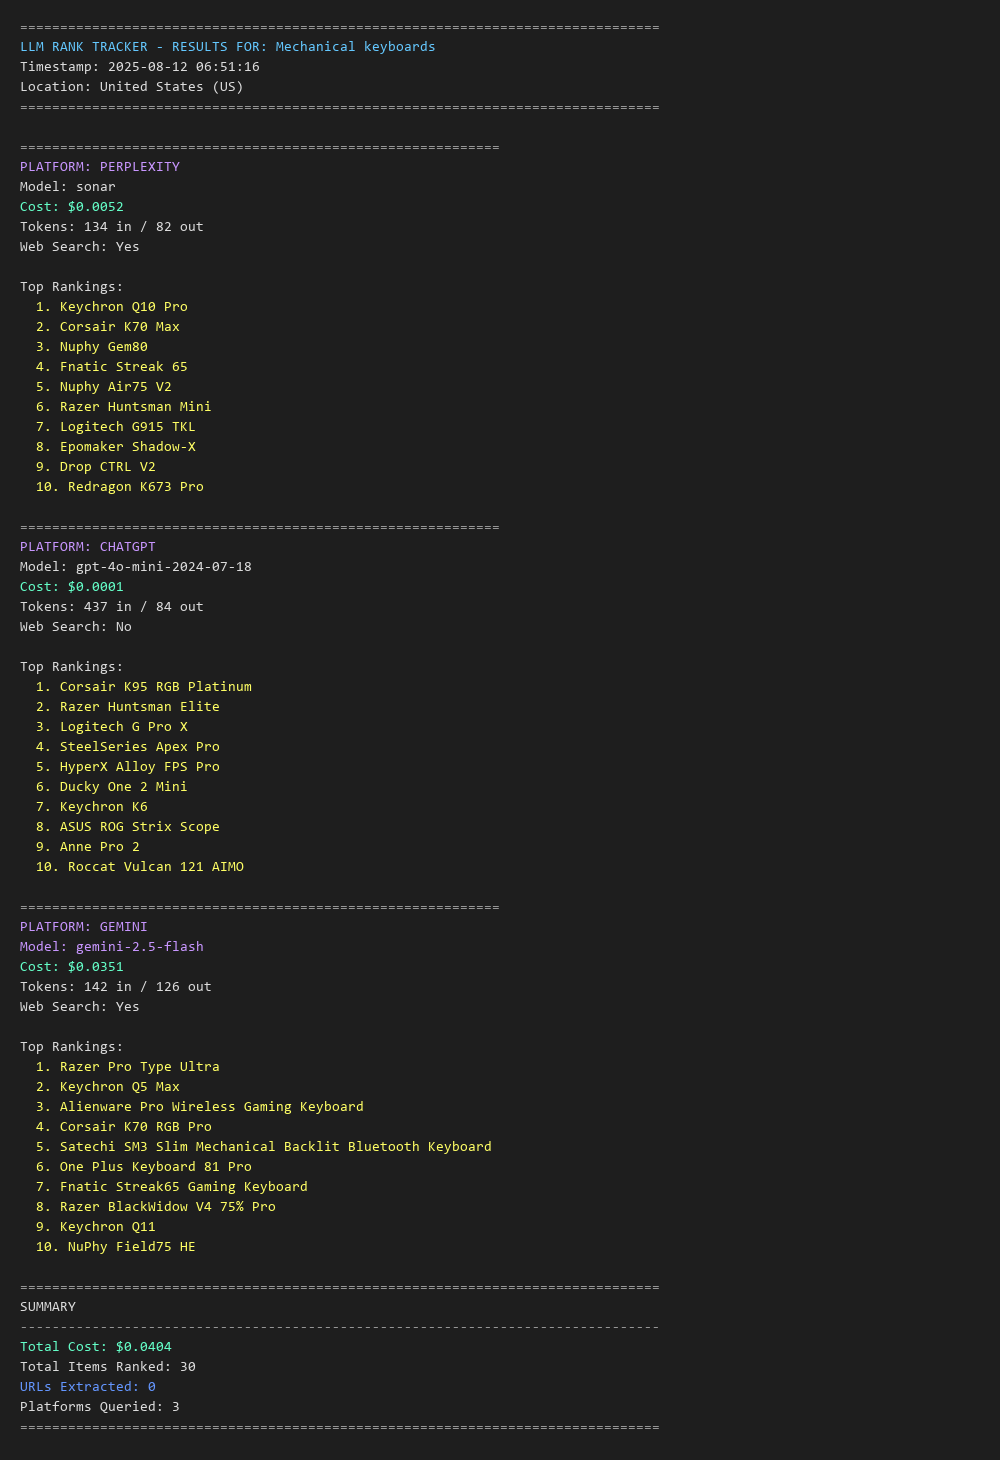 ================================================================================
LLM RANK TRACKER - RESULTS FOR: Mechanical keyboards
Timestamp: 2025-08-12 06:51:16
Location: United States (US)
================================================================================
============================================================
PLATFORM: PERPLEXITY
Model: sonar
Cost: $0.0052
Tokens: 134 in / 82 out
Web Search: Yes
Top Rankings:
1. Keychron Q10 Pro
2. Corsair K70 Max
3. Nuphy Gem80
4. Fnatic Streak 65
5. Nuphy Air75 V2
6. Razer Huntsman Mini
7. Logitech G915 TKL
8. Epomaker Shadow-X
9. Drop CTRL V2
10. Redragon K673 Pro
============================================================
PLATFORM: CHATGPT
Model: gpt-4o-mini-2024-07-18
Cost: $0.0001
Tokens: 437 in / 84 out
Web Search: No
Top Rankings:
1. Corsair K95 RGB Platinum
2. Razer Huntsman Elite
3. Logitech G Pro X
4. SteelSeries Apex Pro
5. HyperX Alloy FPS Pro
6. Ducky One 2 Mini
7. Keychron K6
8. ASUS ROG Strix Scope
9. Anne Pro 2
10. Roccat Vulcan 121 AIMO
============================================================
PLATFORM: GEMINI
Model: gemini-2.5-flash
Cost: $0.0351
Tokens: 142 in / 126 out
Web Search: Yes
Top Rankings:
1. Razer Pro Type Ultra
2. Keychron Q5 Max
3. Alienware Pro Wireless Gaming Keyboard
4. Corsair K70 RGB Pro
5. Satechi SM3 Slim Mechanical Backlit Bluetooth Keyboard
6. One Plus Keyboard 81 Pro
7. Fnatic Streak65 Gaming Keyboard
8. Razer BlackWidow V4 75% Pro
9. Keychron Q11
10. NuPhy Field75 HE
================================================================================
SUMMARY
--------------------------------------------------------------------------------
Total Cost: $0.0404
Total Items Ranked: 30
URLs Extracted: 0
Platforms Queried: 3
================================================================================